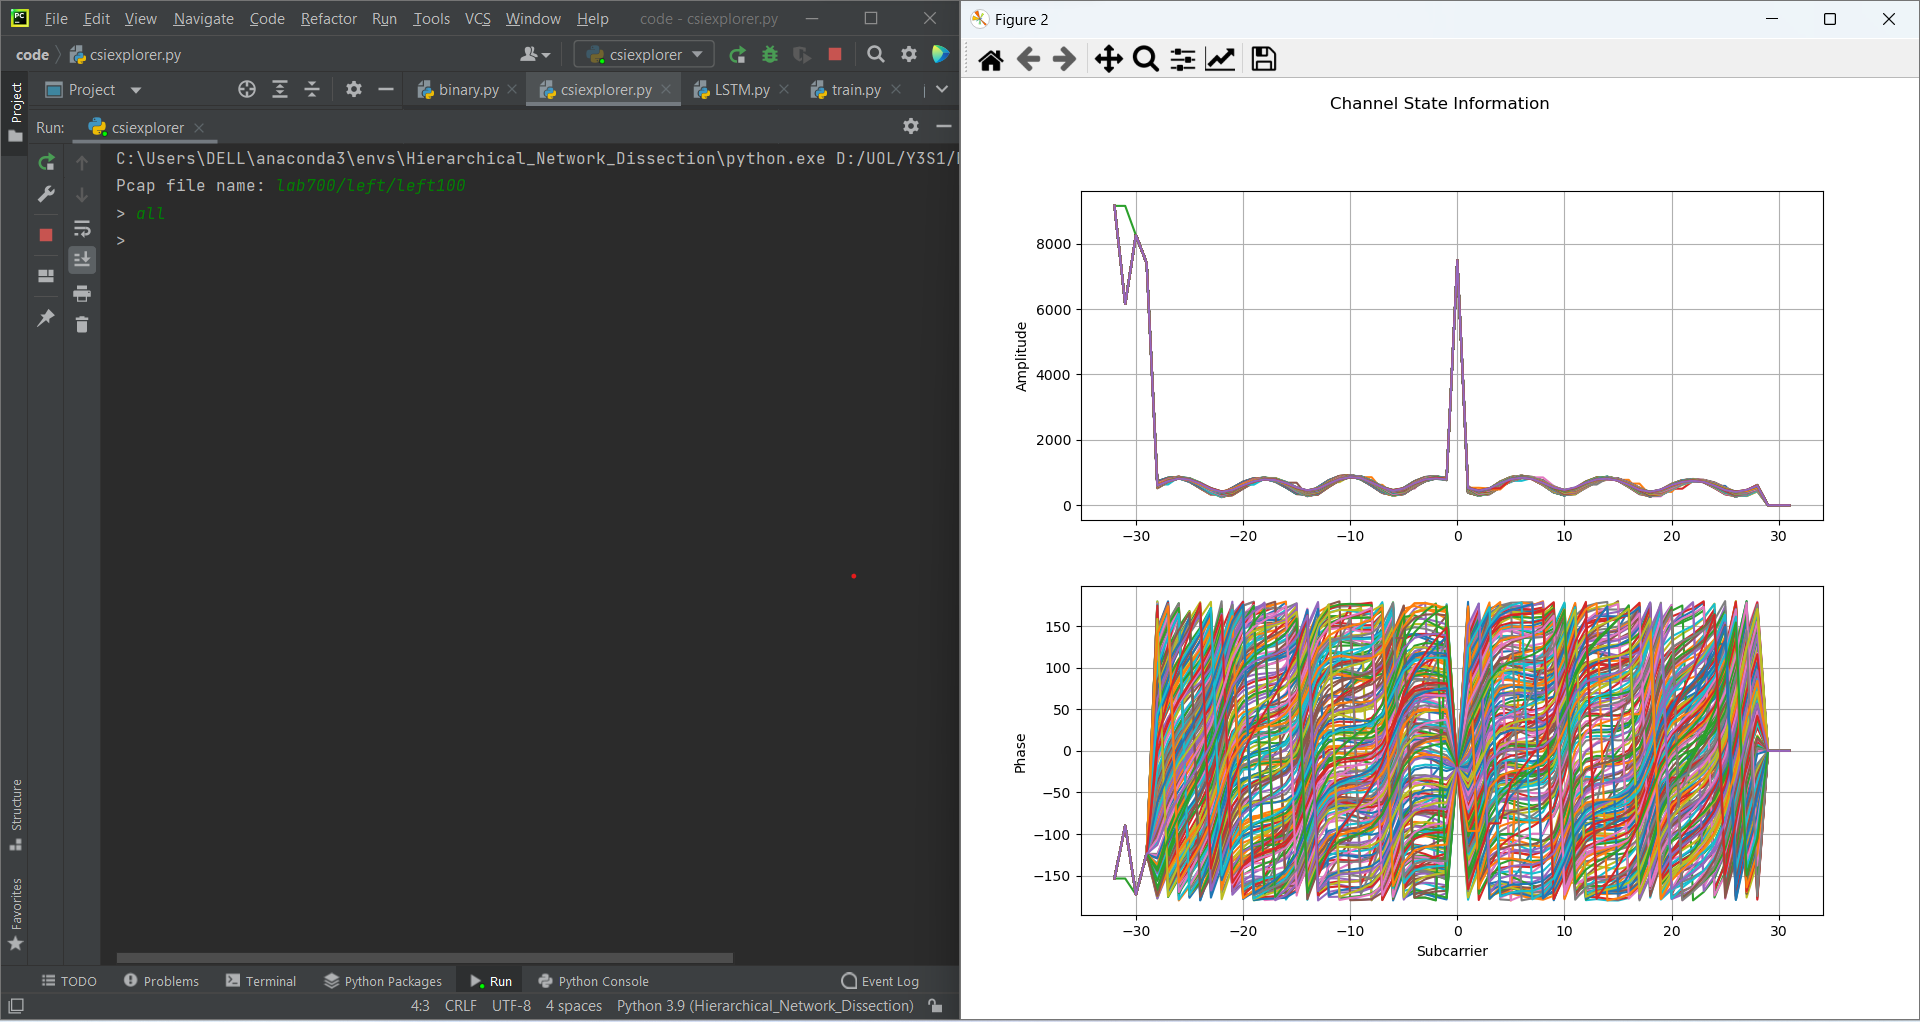 PC File Edit View Navigate Code Refactor Run Tools VCS Window Help code - csiexplorer.py
code csiexplorer.py csiexplorer
Project binary.py csiexplorer.py LSTM.py train.py
Project
Run: csiexplorer
C:\Users\DELL\anaconda3\envs\Hierarchical_Network_Dissection\python.exe D:/UOL/Y3S1/
Pcap file name: lab700/left/left100
> all
>
Structure
Favorites
TODO Problems Terminal Python Packages Run Python Console Event Log
4:3 CRLF UTF-8 4 spaces Python 3.9 (Hierarchical_Network_Dissection)
Figure 2
Channel State Information
8000
6000
4000
2000
0
Amplitude
−30 −20 −10 0 10 20 30
150
100
50
0
−50
−100
−150
Phase
−30 −20 −10 0 10 20 30
Subcarrier